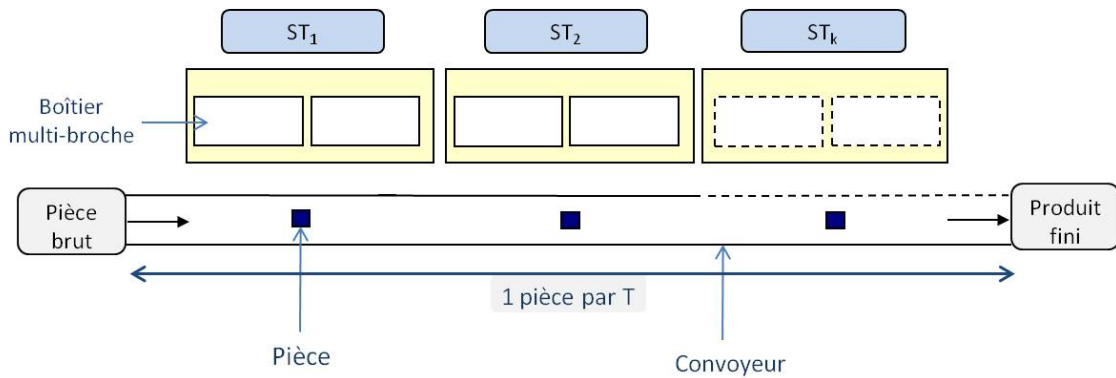 ST1
ST2
STk
Boîtier
multi-broche
Pièce
brut
Produit
fini
1 pièce par T
Pièce
Convoyeur